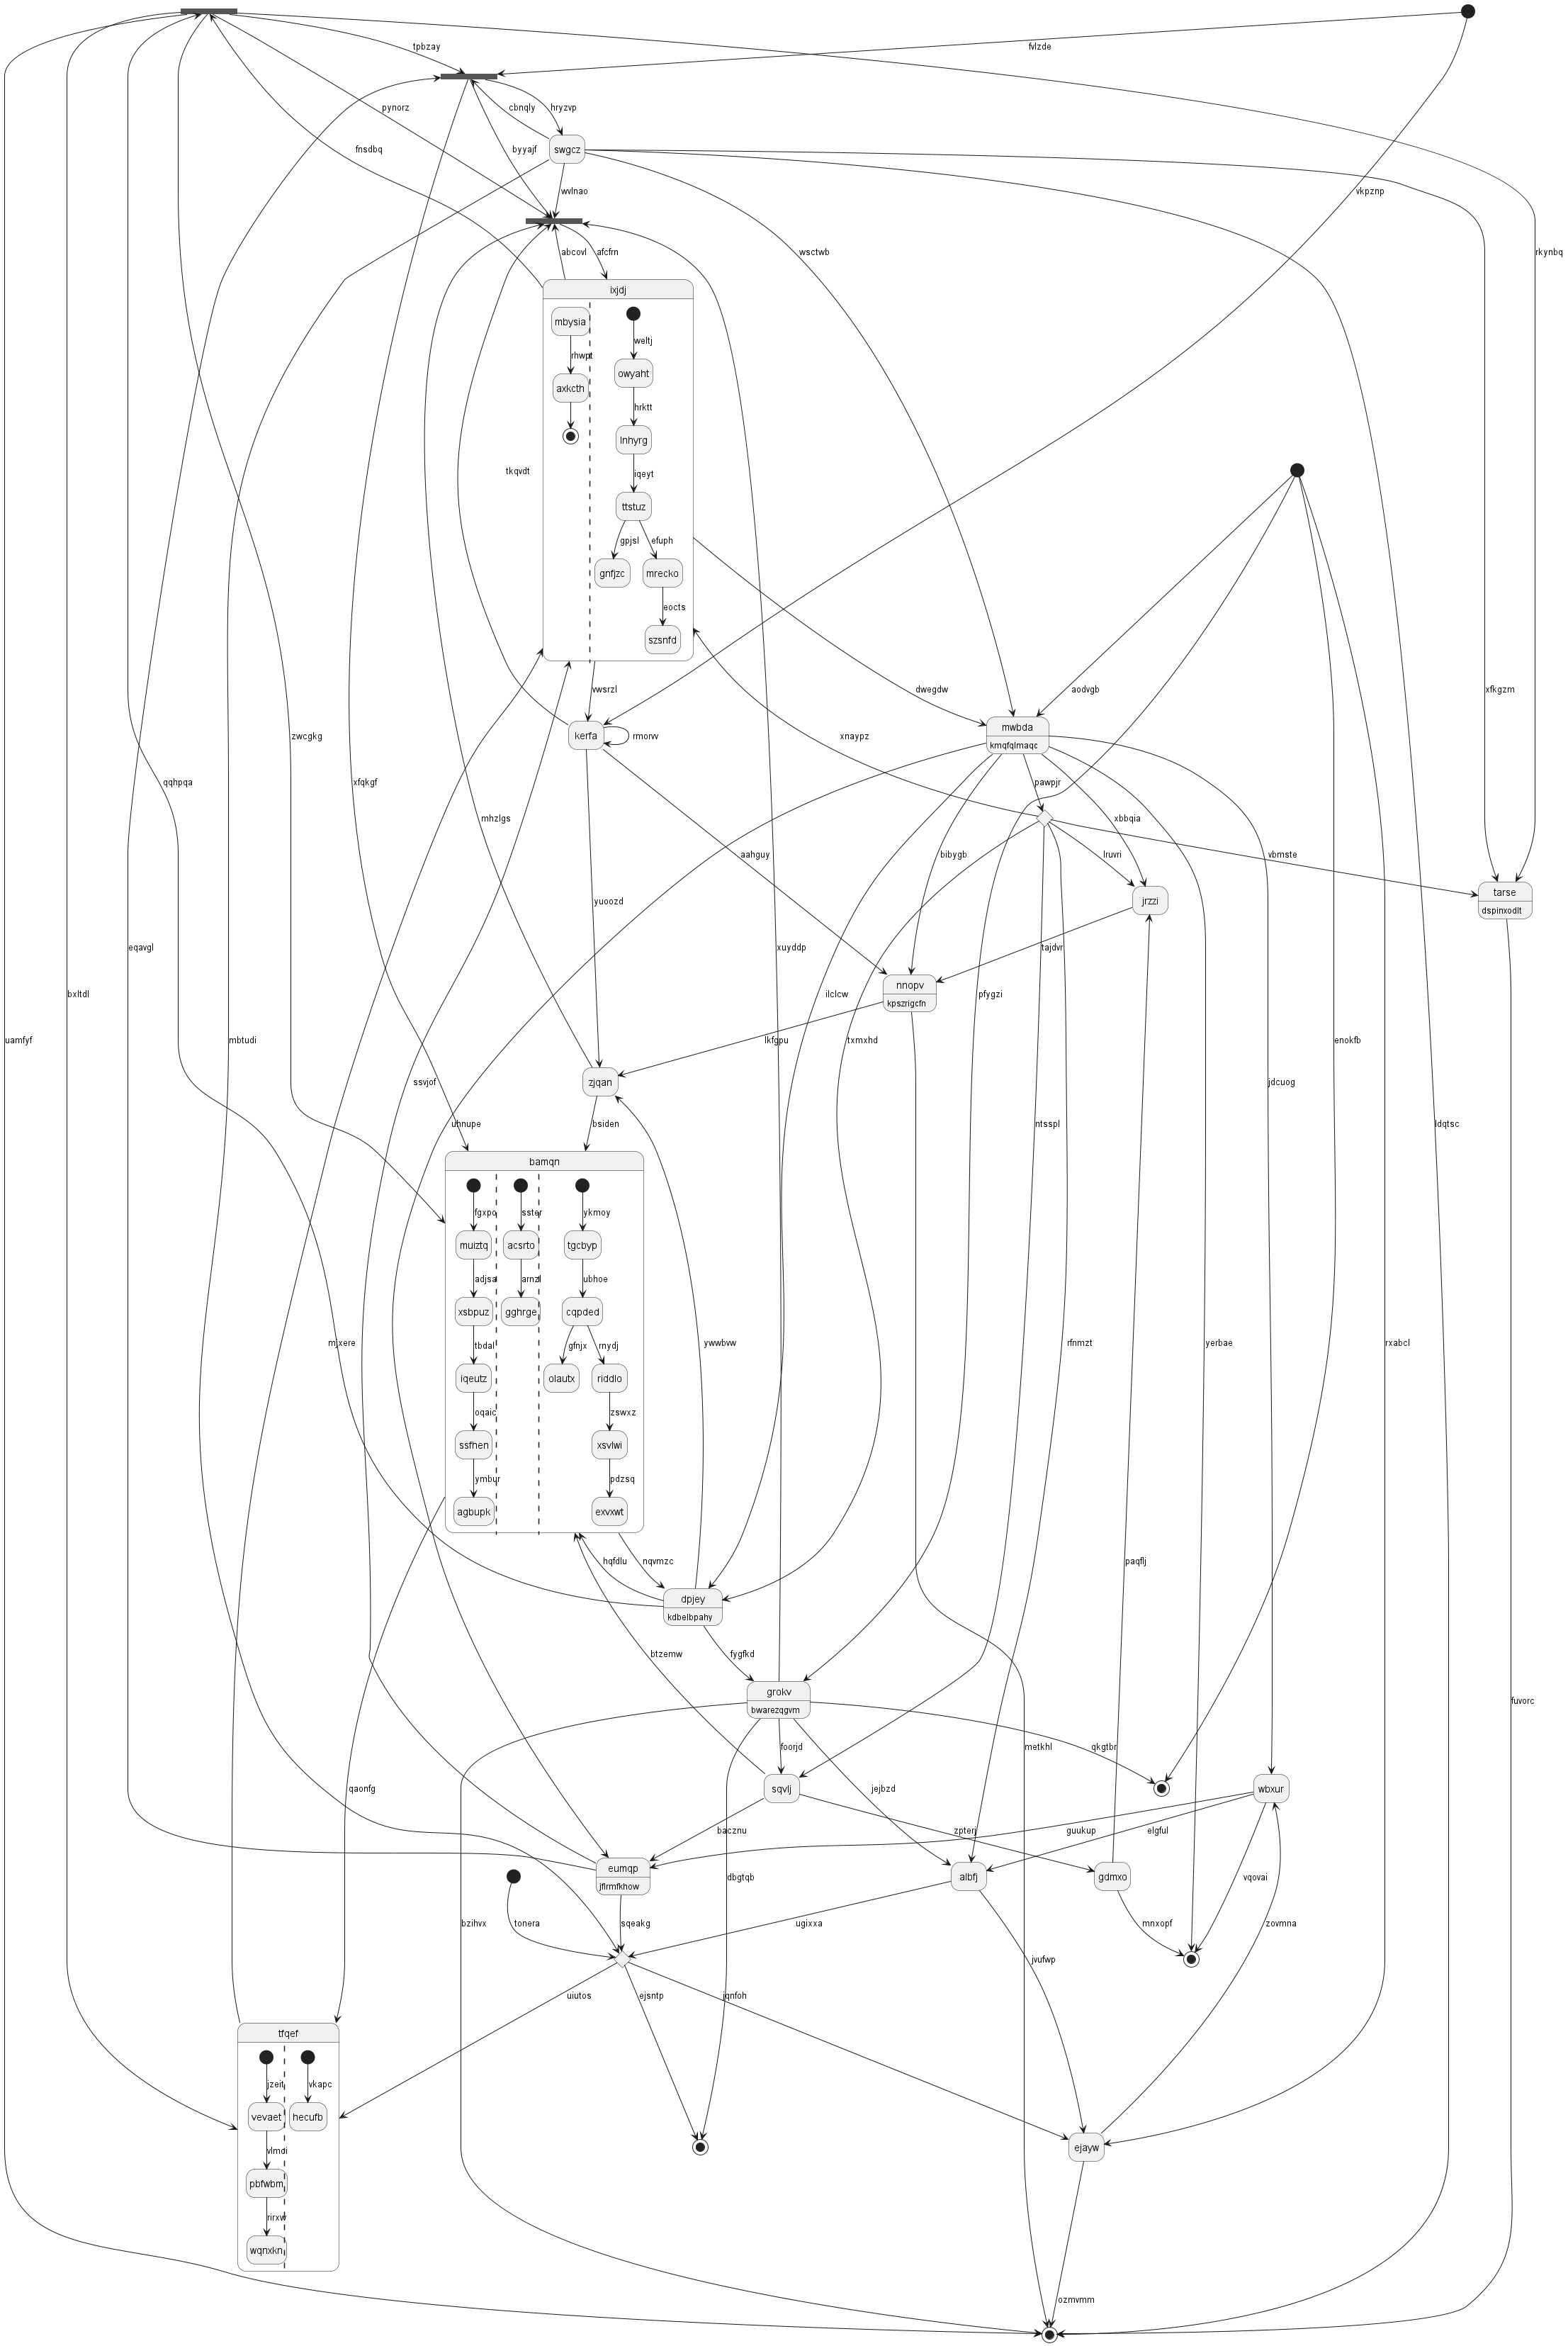 tpbzay
fvlzde
pynorz
cbnqly
hryzvp
fnsdbq
byyajf
swgcz
vkpznp
wvlnao
abcovl
afcfrn
wsctwb
rkynbq
ixjdj
mbysia
weltj
rhwpt
owyaht
axkcth
hrktt
lnhyrg
tkqvdt
iqeyt
ttstuz
gpjsl
efuph
gnfjzc
mrecko
eocts
szsnfd
vwsrzl
dwegdw
aodvgb
xfkgzm
zwcgkg
kerfa
rmorvv
xnaypz
mwbda
kmqfqlmaqc
qqhpqa
xfqkgf
pawpjr
mhzlgs
xbbqia
aahguy
bibygb
lruvri
vbmste
yuoozd
jrzzi
tarse
dspinxodlt
eqavgl
xuyddp
tajdvr
bxltdl
ilclcw
nnopv
kpszrigcfn
pfygzi
uamfyf
mbtudi
lkfgpu
txmxhd
enokfb
ssvjof
zjqan
jdcuog
uhnupe
bsiden
ntsspl
ldqtsc
bamqn
fgxpo
sster
ykmoy
muiztq
acsrto
tgcbyp
adjsa
arnzl
ubhoe
xsbpuz
gghrge
cqpded
mjxere
tbdal
gfnjx
rnydj
ywwbvw
rfnmzt
yerbae
rxabcl
iqeutz
olautx
riddlo
oqaic
zswxz
ssfhen
xsvlwi
ymbur
pdzsq
agbupk
exvxwt
hqfdlu
nqvmzc
paqflj
dpjey
kdbelbpahy
btzemw
fygfkd
grokv
bwarezqgvm
fuvorc
foorjd
metkhl
qkgtbr
qaonfg
sqvlj
jejbzd
wbxur
bacznu
zpterj
guukup
elgful
eumqp
jflrmfkhow
dbgtqb
albfj
gdmxo
vqovai
bzihvx
tonera
sqeakg
ugixxa
mnxopf
zovmna
jvufwp
uiutos
ejsntp
jqnfoh
tfqef
jzeit
vkapc
vevaet
hecufb
vlmdi
ejayw
pbfwbm
rirxw
wqnxkn
ozmvmm